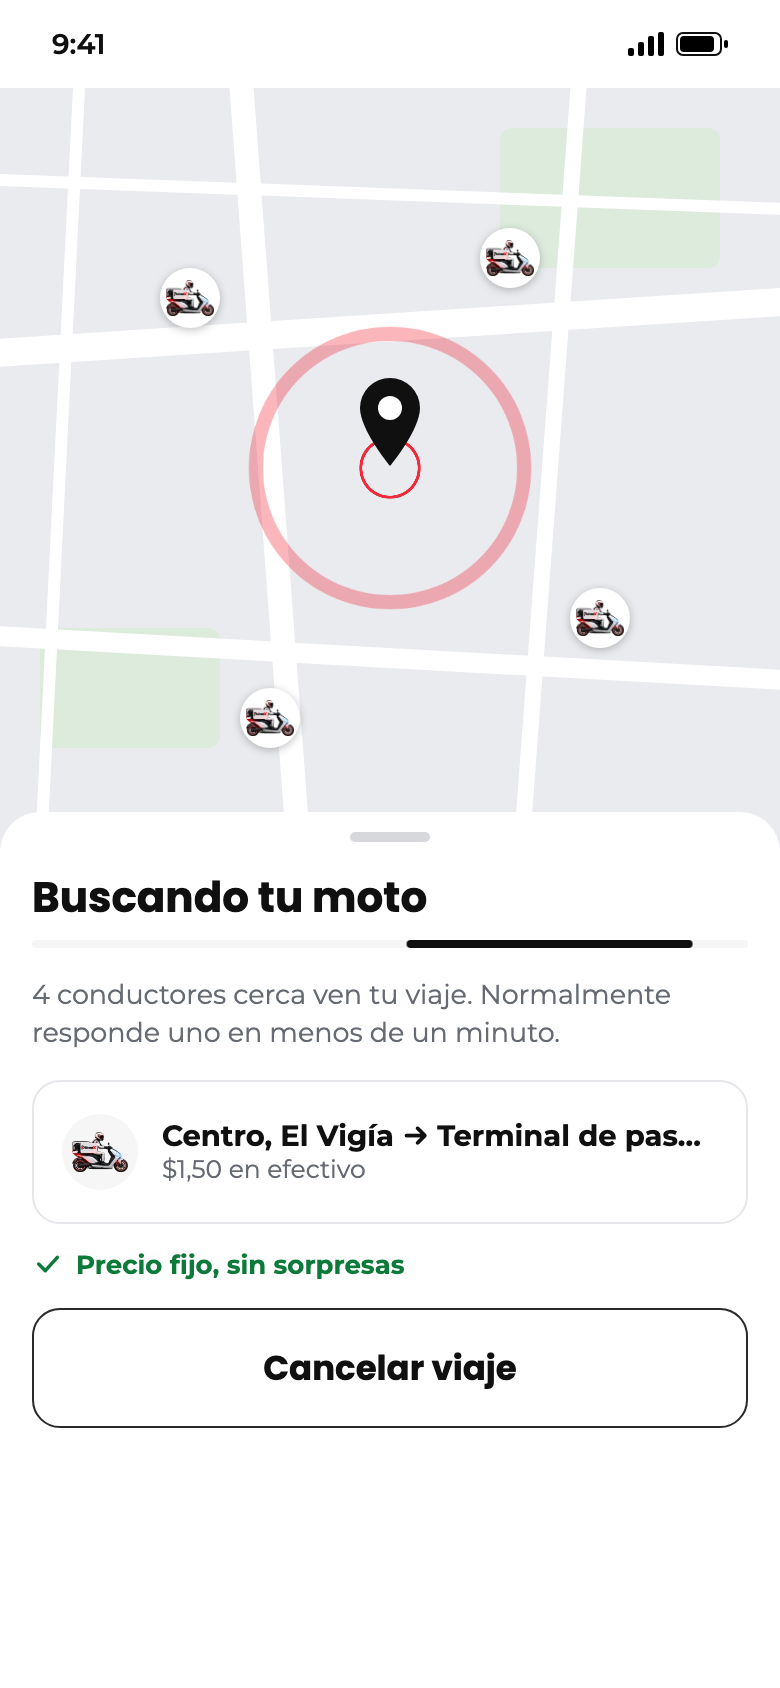 9:41
Buscando tu moto
4 conductores cerca ven tu viaje. Normalmente
responde uno en menos de un minuto.
Centro, El Vigía → Terminal de pas...
$1,50 en efectivo
Precio fijo, sin sorpresas
Cancelar viaje